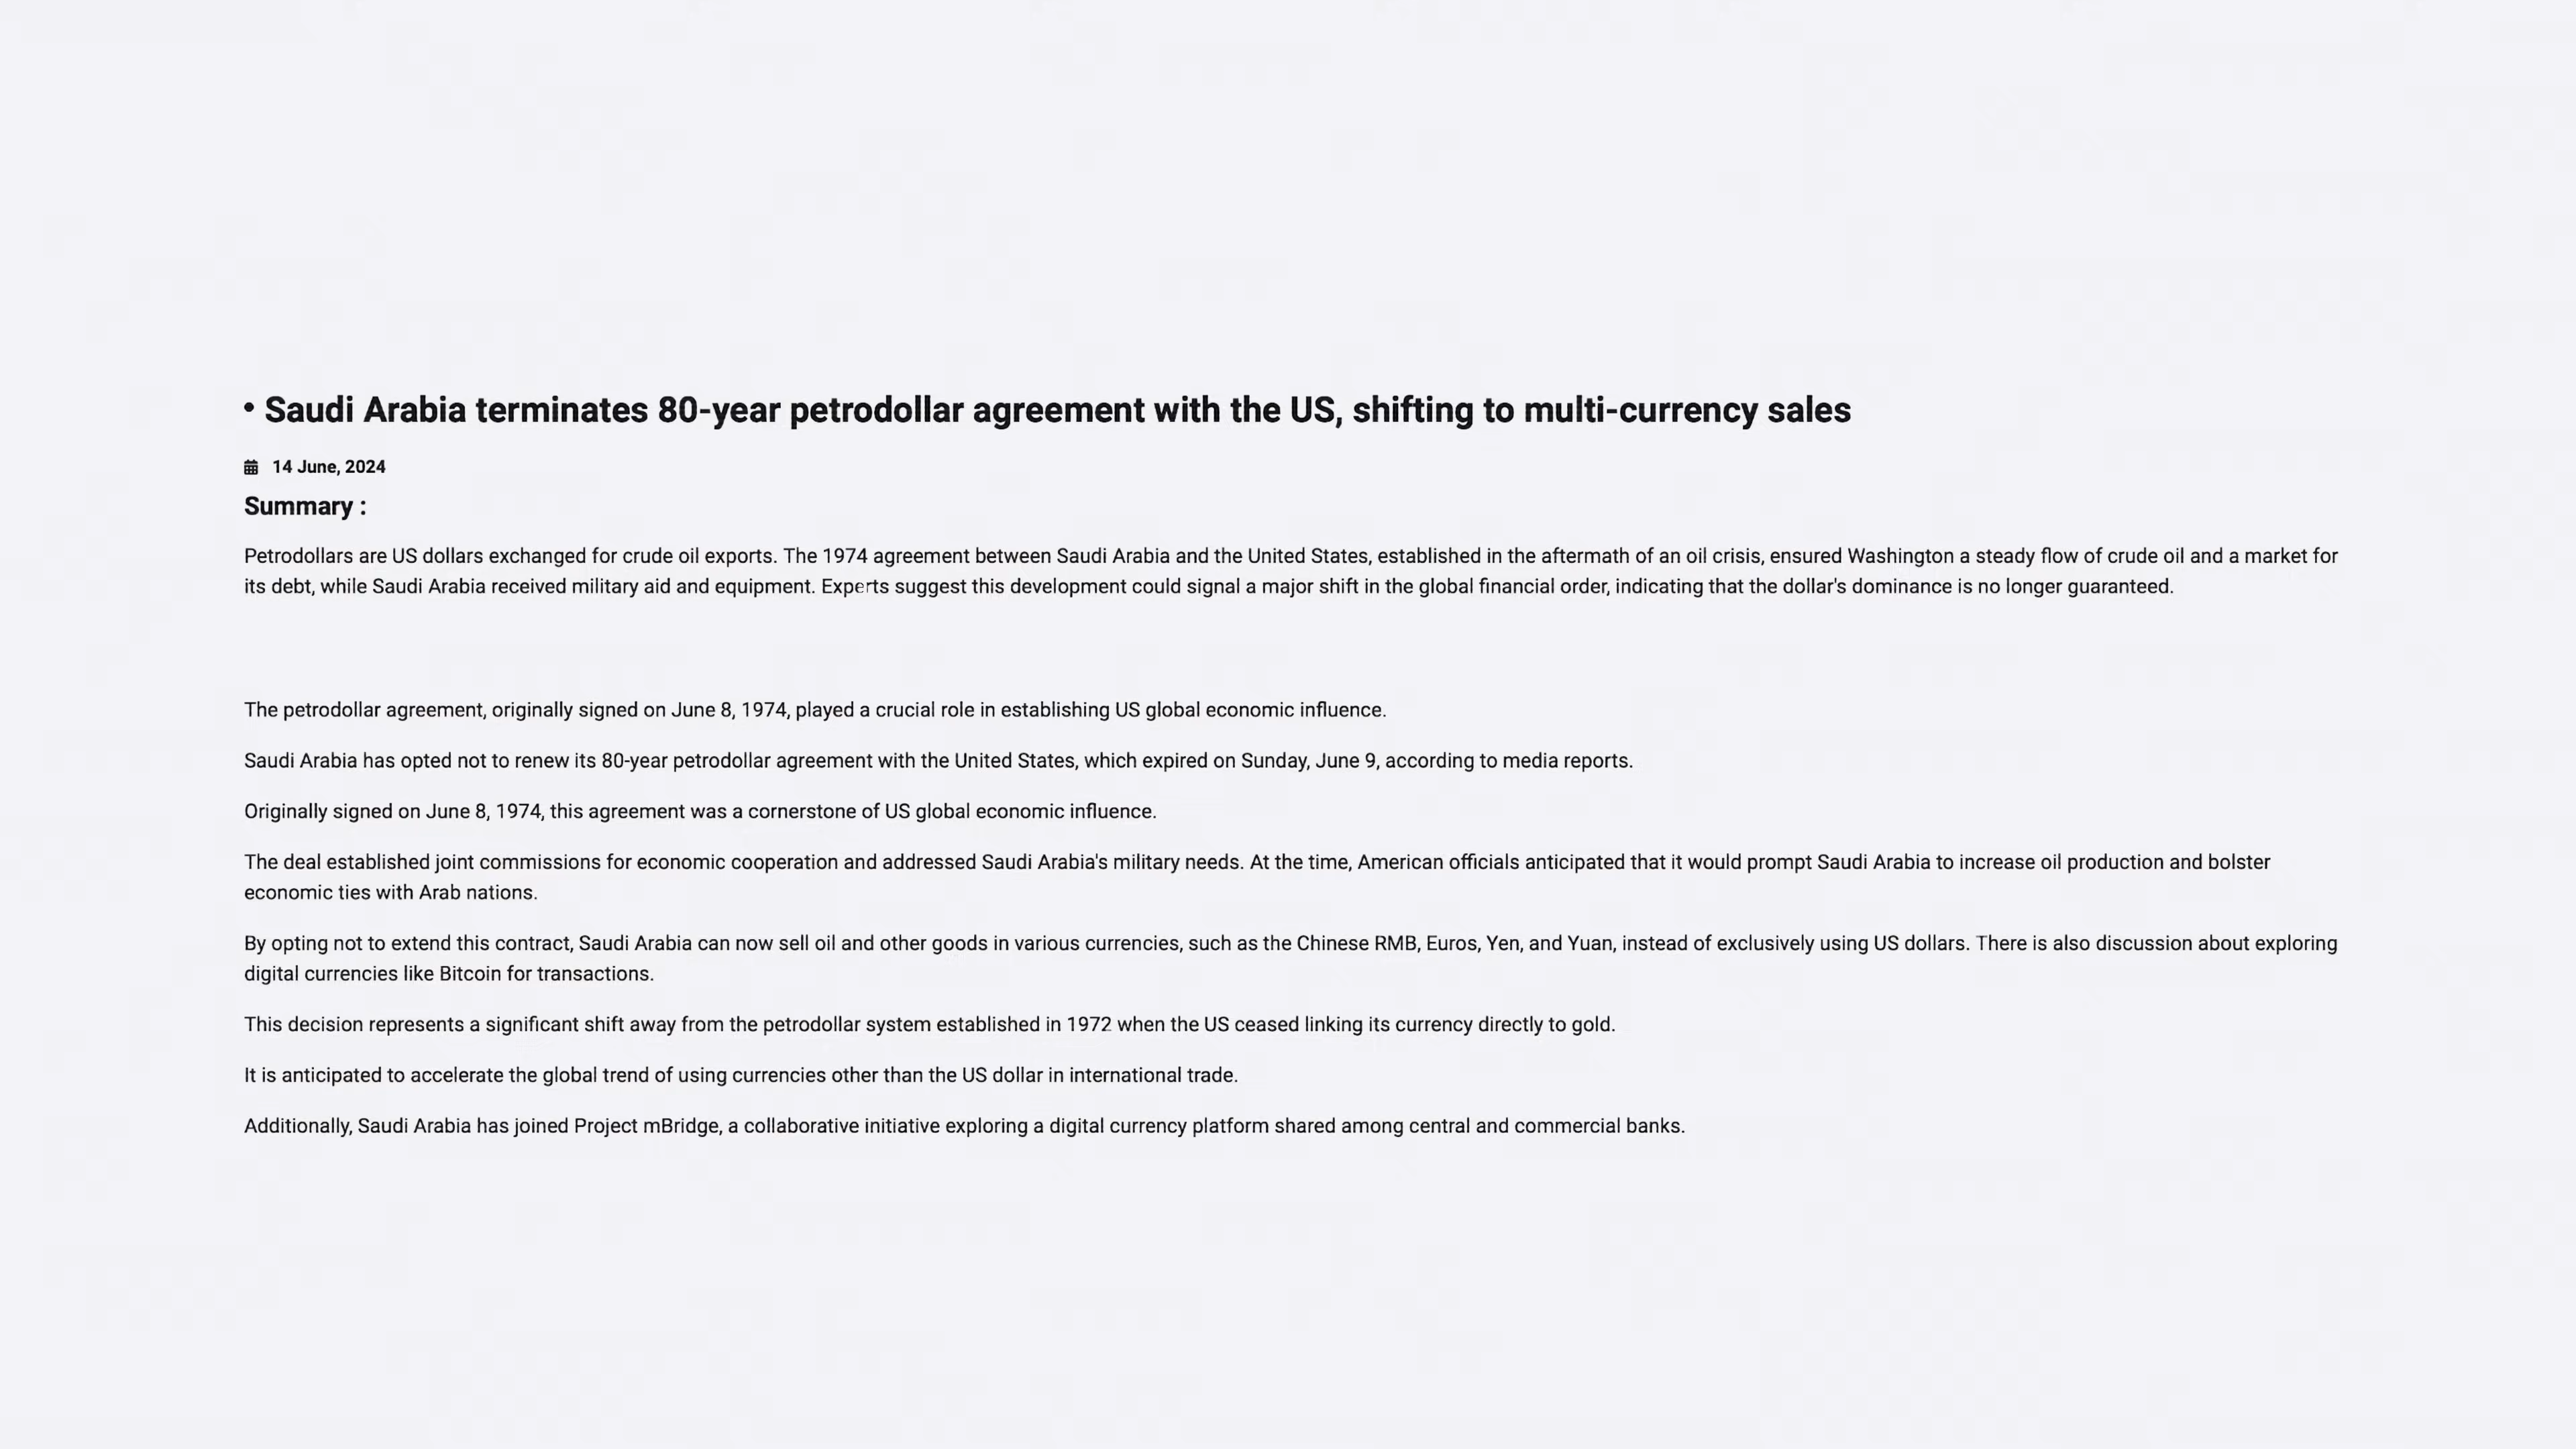 • Saudi Arabia terminates 80-year petrodollar agreement with the US, shifting to multi-currency sales
14 June, 2024
Summary :
Petrodollars are US dollars exchanged for crude oil exports. The 1974 agreement between Saudi Arabia and the United States, established in the aftermath of an oil crisis, ensured Washington a steady flow of crude oil and a market for
its debt, while Saudi Arabia received military aid and equipment. Experts suggest this development could signal a major shift in the global financial order, indicating that the dollar's dominance is no longer guaranteed.
The petrodollar agreement, originally signed on June 8, 1974, played a crucial role in establishing US global economic influence.
Saudi Arabia has opted not to renew its 80-year petrodollar agreement with the United States, which expired on Sunday, June 9, according to media reports.
Originally signed on June 8, 1974, this agreement was a cornerstone of US global economic influence.
The deal established joint commissions for economic cooperation and addressed Saudi Arabia's military needs. At the time, American officials anticipated that it would prompt Saudi Arabia to increase oil production and bolster
economic ties with Arab nations.
By opting not to extend this contract, Saudi Arabia can now sell oil and other goods in various currencies, such as the Chinese RMB, Euros, Yen, and Yuan, instead of exclusively using US dollars. There is also discussion about exploring
digital currencies like Bitcoin for transactions.
This decision represents a significant shift away from the petrodollar system established in 1972 when the US ceased linking its currency directly to gold.
It is anticipated to accelerate the global trend of using currencies other than the US dollar in international trade.
Additionally, Saudi Arabia has joined Project mBridge, a collaborative initiative exploring a digital currency platform shared among central and commercial banks.